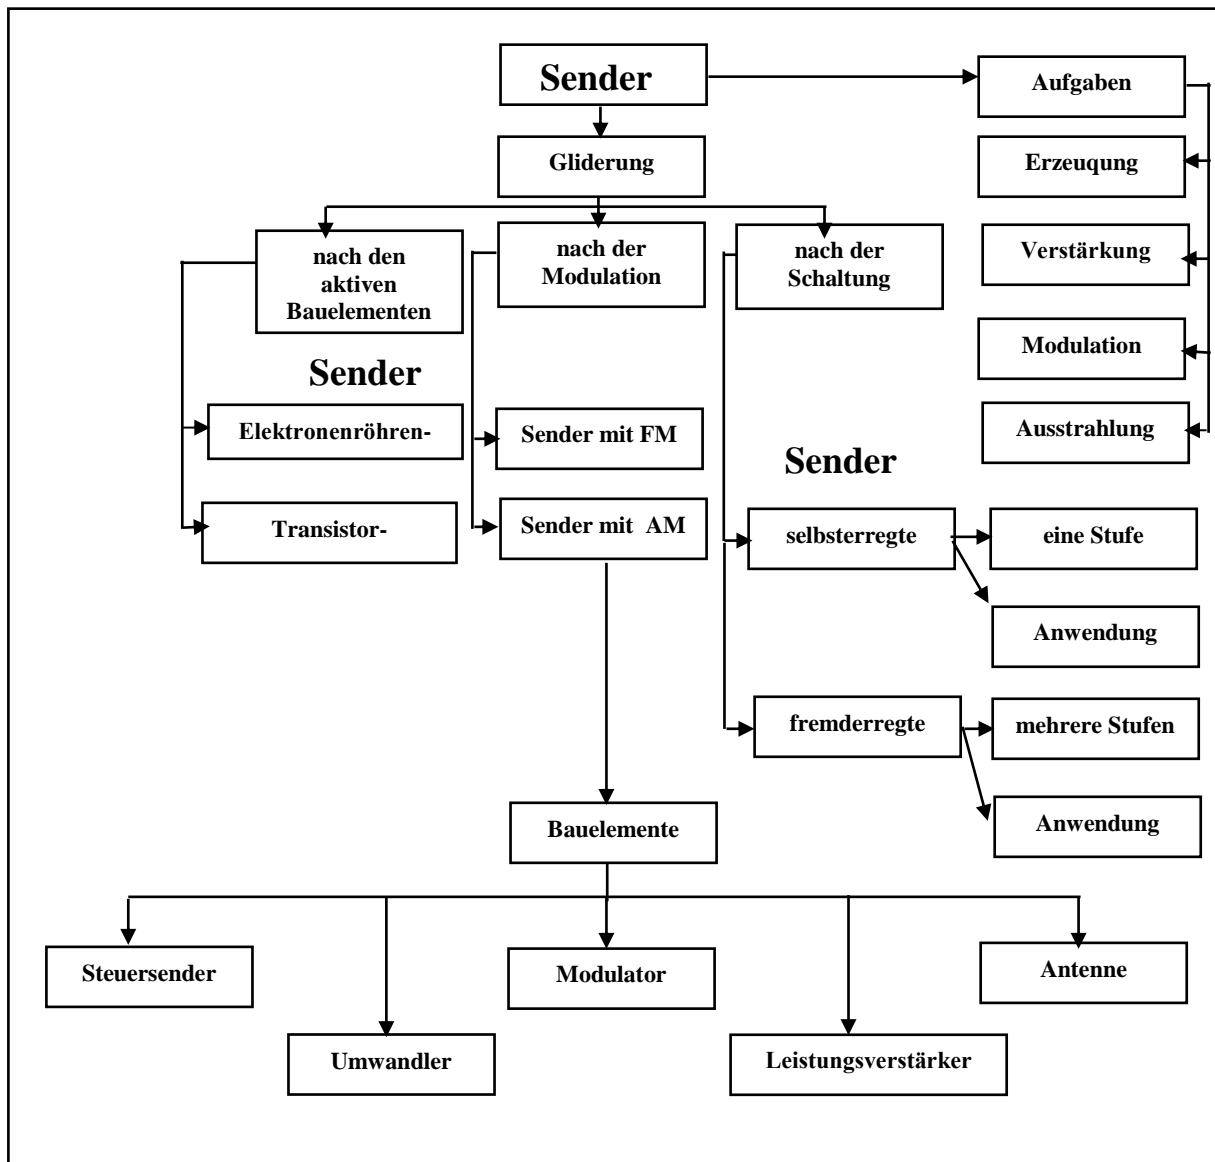 Sender
Aufgaben
Gliderung
Erzeuqung
nach den
aktiven
Bauelementen
nach der
Modulation
nach der
Schaltung
Verstärkung
Modulation
Sender
Elektronenröhren-
Sender mit FM
Ausstrahlung
Sender
Transistor-
Sender mit AM
selbsterregte
eine Stufe
Anwendung
fremderregte
mehrere Stufen
Bauelemente
Anwendung
Steuersender
Modulator
Antenne
Umwandler
Leistungsverstärker